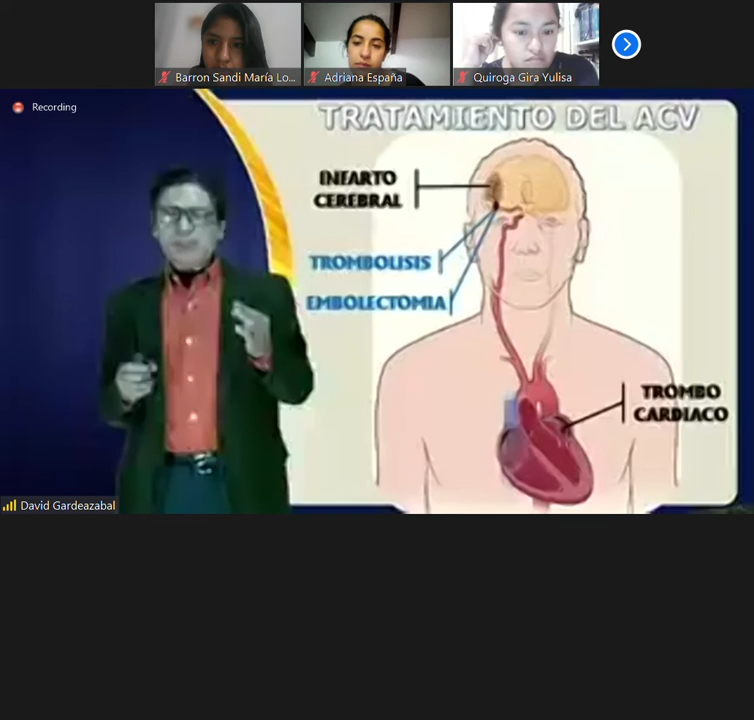 Barron Sandi María Lo...
Adriana España
Quiroga Gira Yulisa
Recording
TRATAMIENTO DEL ACV
INFARTO
CEREBRAL
TROMBOLISIS
EMBOLECTOMIA
TROMBO
CARDIACO
David Gardeazabal